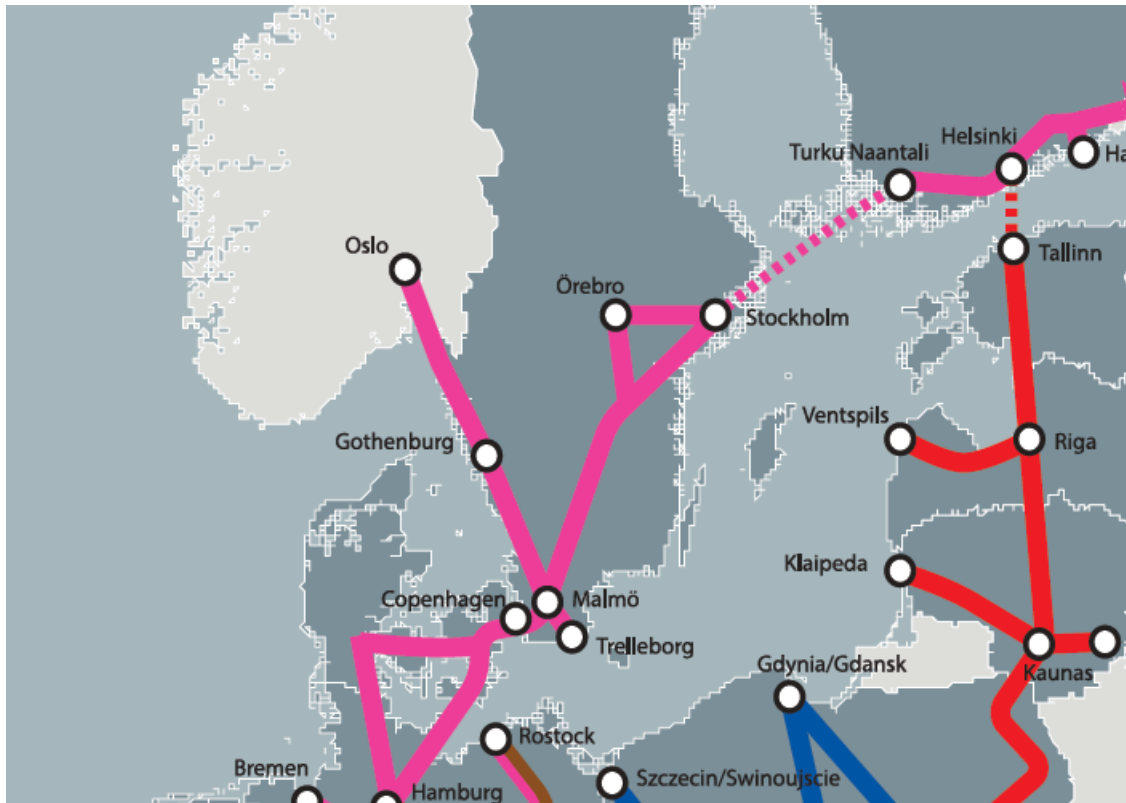 Helsinki
Turku Naantali
Ha
Oslo
Tallinn
Örebro
Stockholm
Ventspils
Gothenburg
Riga
Klaipeda
Copenhagen
Malmö
Trelleborg
Gdynia/Gdansk
Kaunas
Rostock
Bremen
Szczecin/Swinoujscie
Hamburg